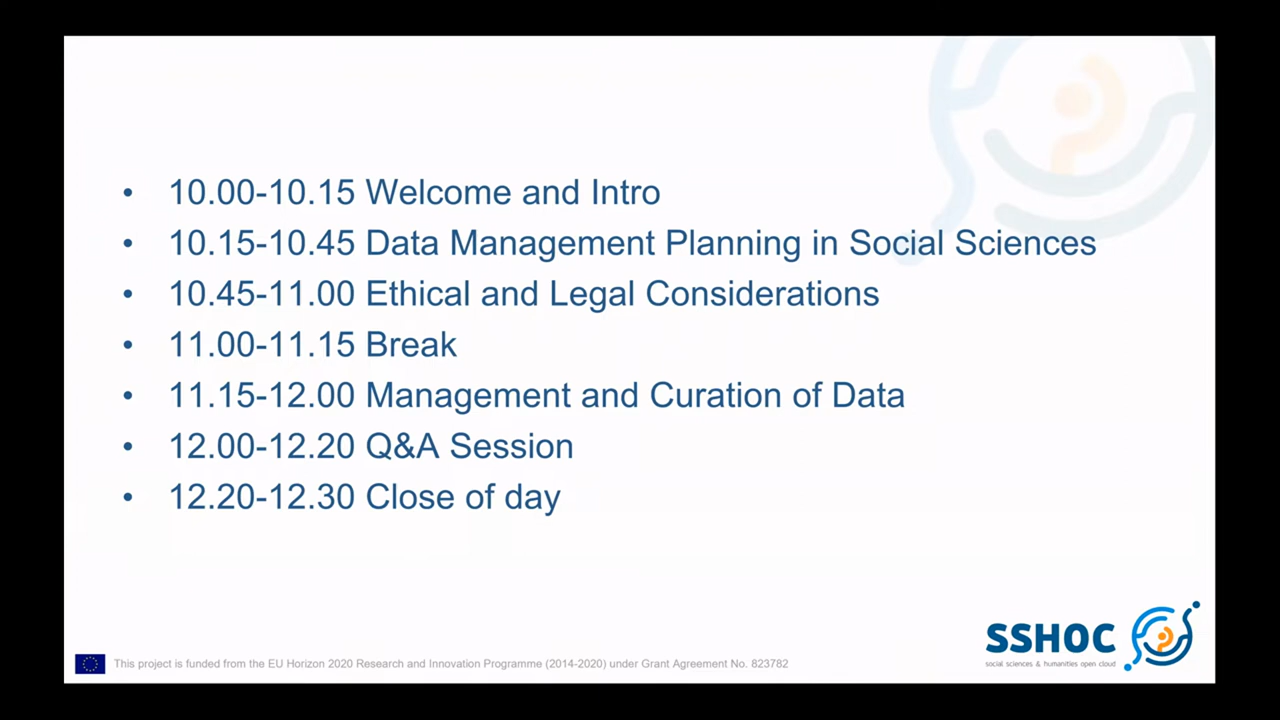 • 10.00-10.15 Welcome and Intro
• 10.15-10.45 Data Management Planning in Social Sciences
• 10.45-11.00 Ethical and Legal Considerations
• 11.00-11.15 Break
• 11.15-12.00 Management and Curation of Data
• 12.00-12.20 Q&A Session
• 12.20-12.30 Close of day
SSHOC
social sciences & humanities open cloud
This project is funded from the EU Horizon 2020 Research and Innovation Programme (2014-2020) under Grant Agreement No. 823782